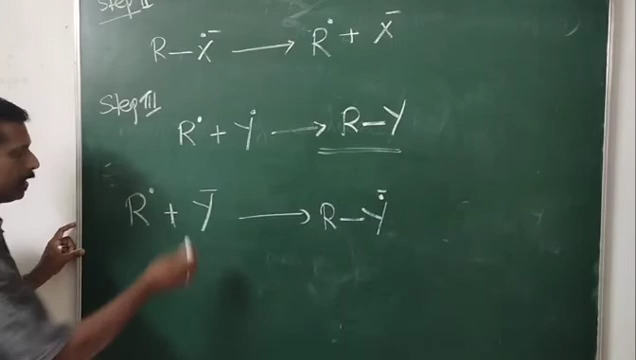 Step II
R–Ẋ⁻ → R• + X⁻
Step III
R• + Y• → R–Y
R• + Y⁻ → R–Ẏ⁻